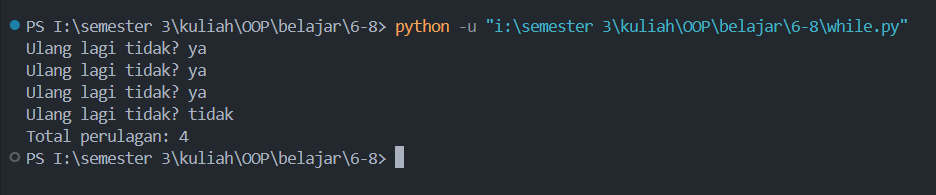 PS I:\semester 3\kuliah\OOP\belajar\6-8> python -u "i:\semester 3\kuliah\OOP\belajar\6-8\while.py"
Ulang lagi tidak? ya
Ulang lagi tidak? ya
Ulang lagi tidak? ya
Ulang lagi tidak? tidak
Total perulagan: 4
PS I:\semester 3\kuliah\OOP\belajar\6-8>